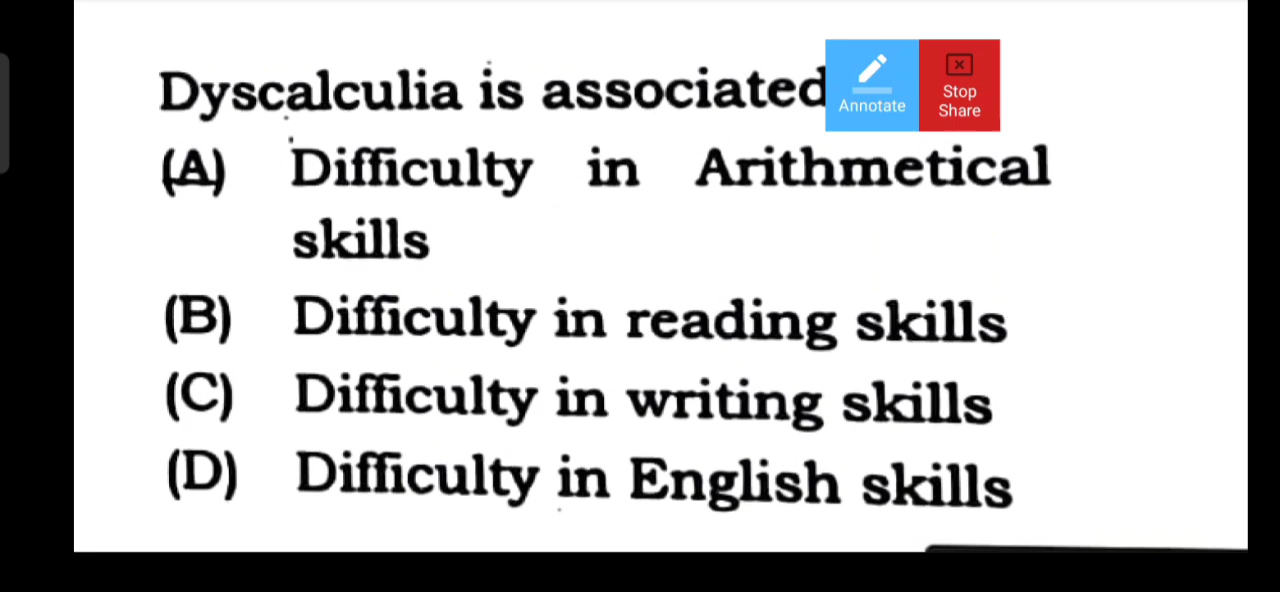 Dyscalculia is associated
Annotate
Stop
Share
(A) Difficulty in Arithmetical
skills
(B) Difficulty in reading skills
(C) Difficulty in writing skills
(D) Difficulty in English skills